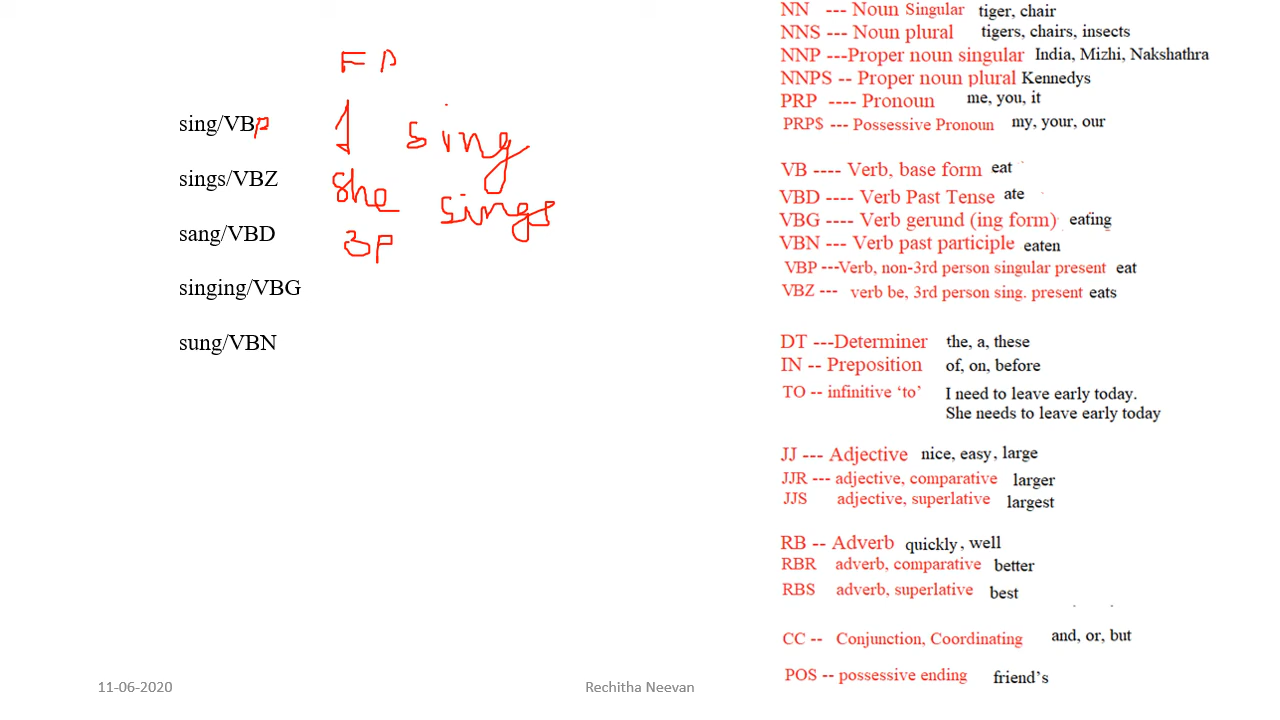 F P
sing/VBP I sing
sings/VBZ She sings
sang/VBD 3P
singing/VBG
sung/VBN
NN --- Noun Singular tiger, chair
NNS --- Noun plural tigers, chairs, insects
NNP ---Proper noun singular India, Mizhi, Nakshathra
NNPS -- Proper noun plural Kennedys
PRP ---- Pronoun me, you, it
PRP$ --- Possessive Pronoun my, your, our
VB ---- Verb, base form eat
VBD ---- Verb Past Tense ate
VBG ---- Verb gerund (ing form) eating
VBN --- Verb past participle eaten
VBP ---Verb, non-3rd person singular present eat
VBZ --- verb be, 3rd person sing. present eats
DT ---Determiner the, a, these
IN -- Preposition of, on, before
TO -- infinitive ‘to’ I need to leave early today.
She needs to leave early today
JJ --- Adjective nice, easy, large
JJR --- adjective, comparative larger
JJS adjective, superlative largest
RB -- Adverb quickly, well
RBR adverb, comparative better
RBS adverb, superlative best
CC -- Conjunction, Coordinating and, or, but
POS -- possessive ending friend’s
11-06-2020 Rechitha Neevan